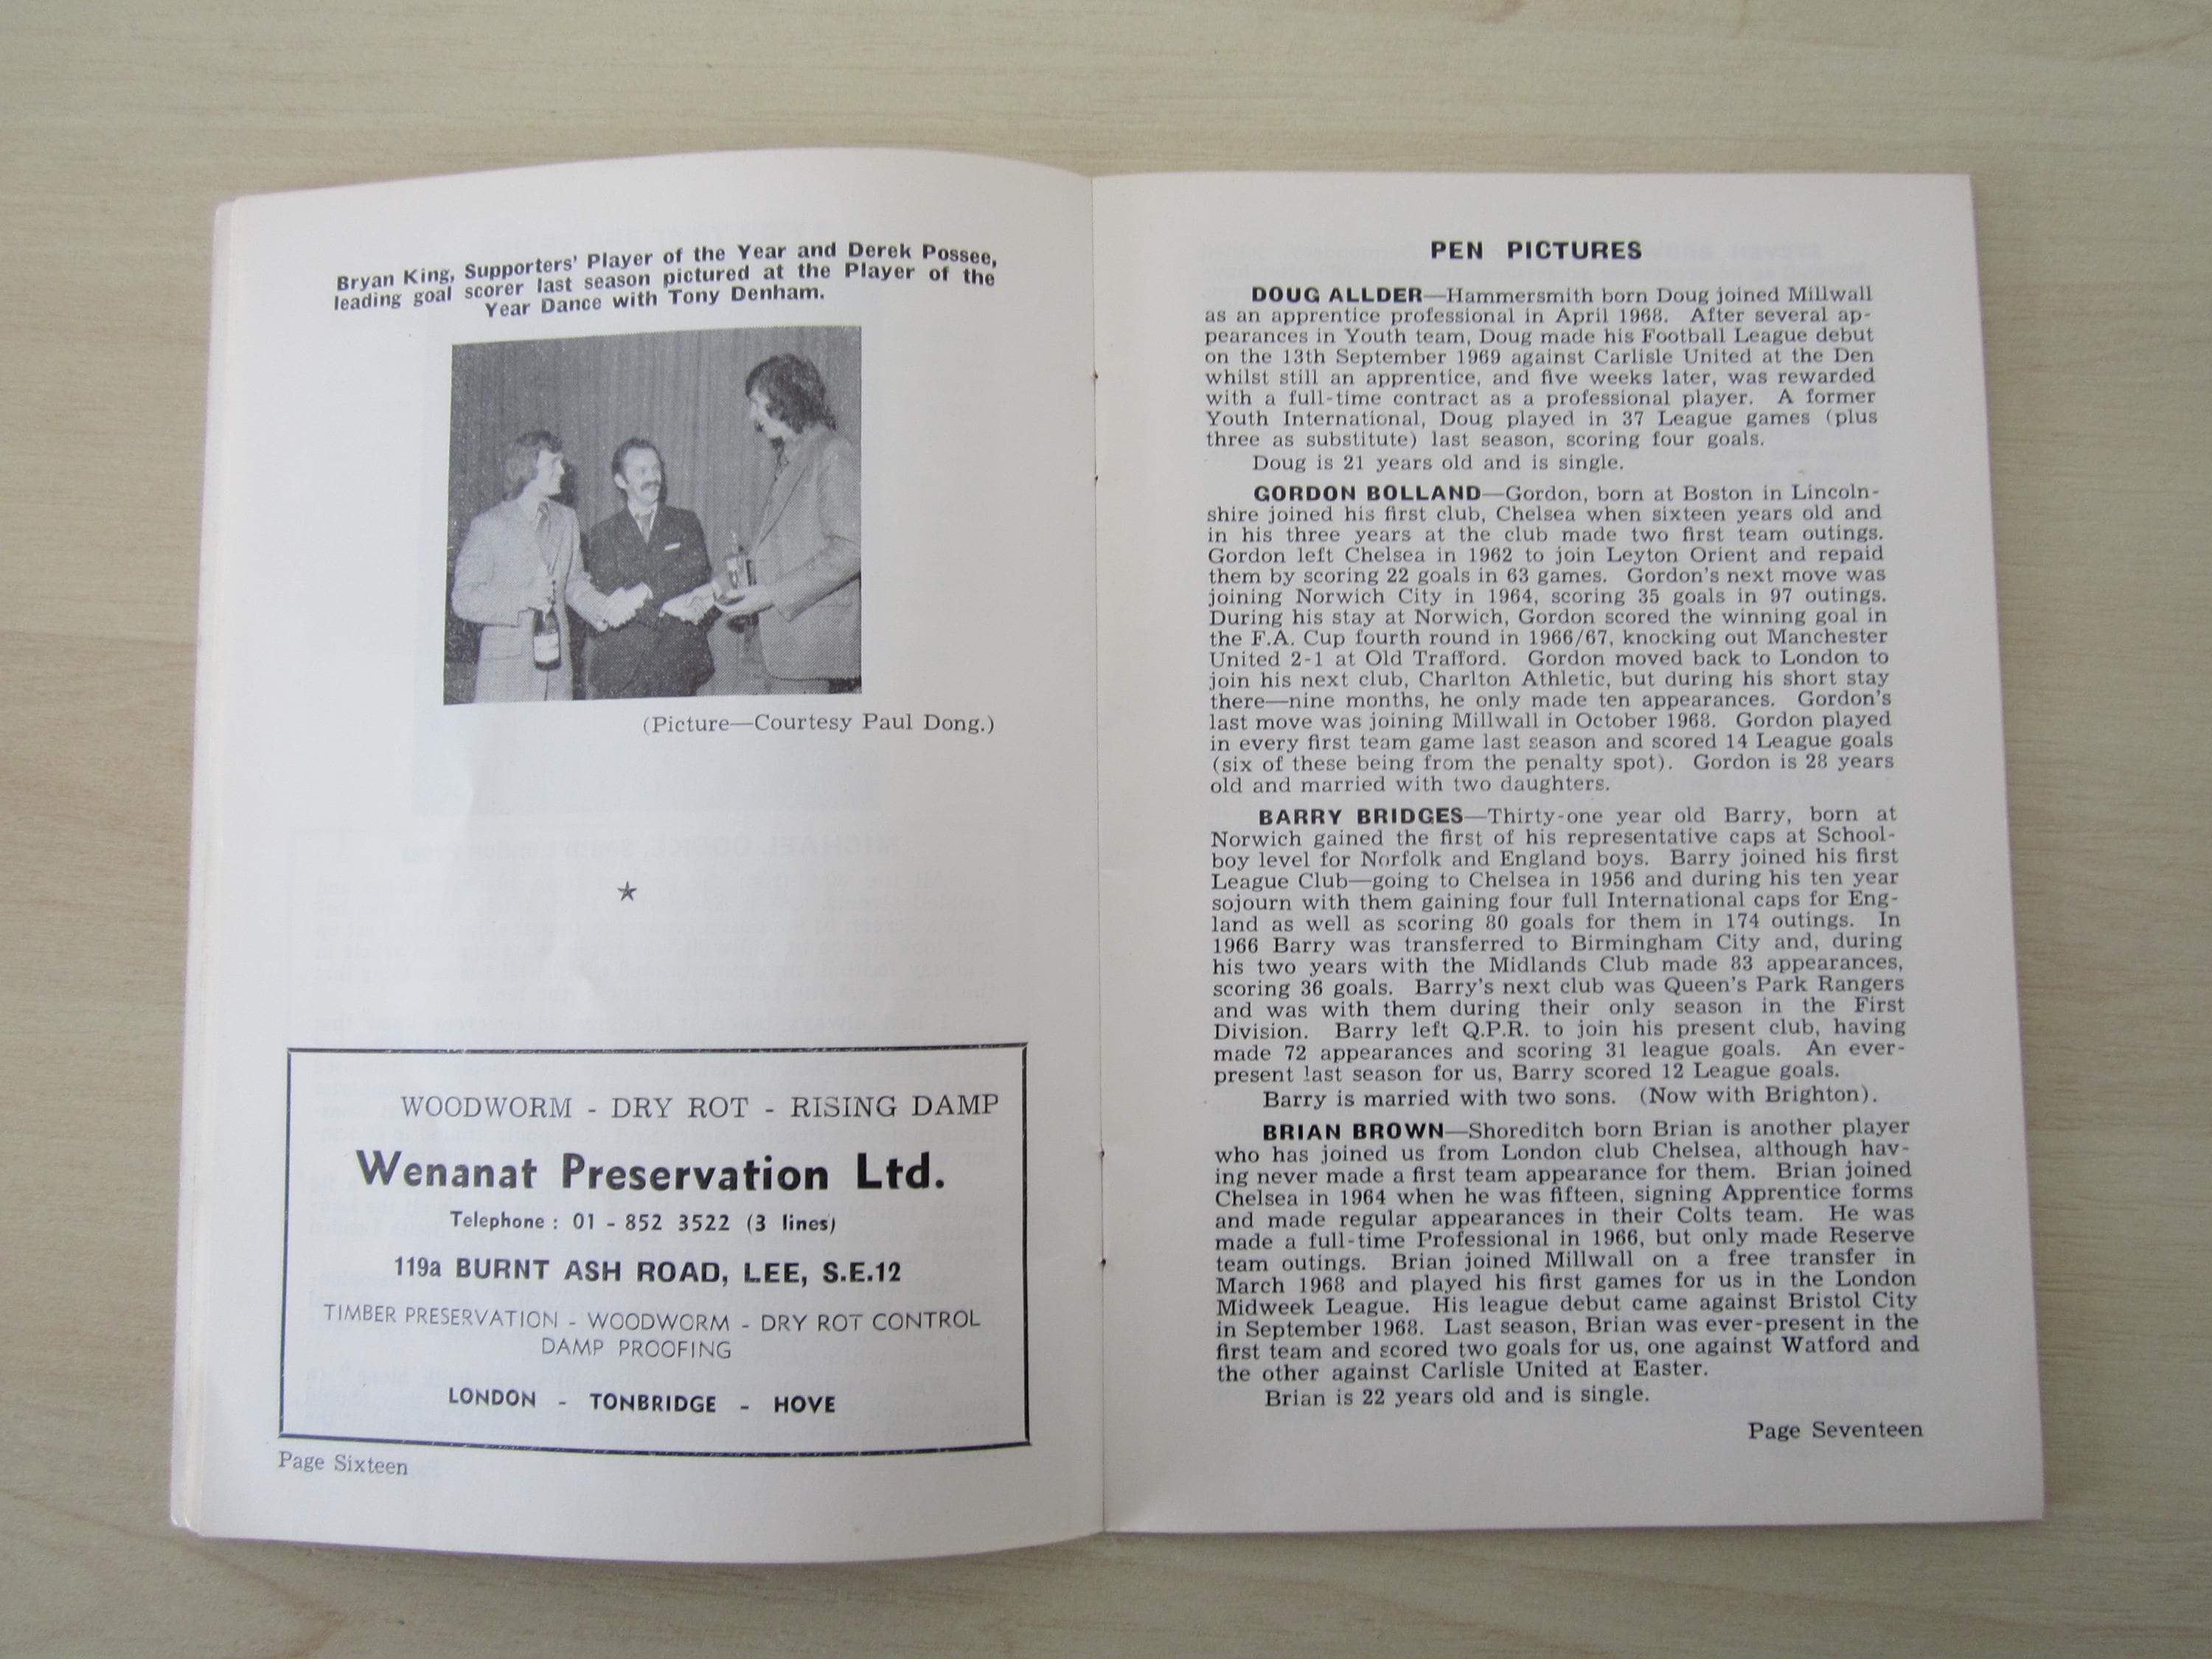 Bryan King, Supporters' Player of the Year and Derek Possee,
leading goal scorer last season pictured at the Player of the
Year Dance with Tony Denham.
(Picture—Courtesy Paul Dong.)
WOODWORM - DRY ROT - RISING DAMP
Wenanat Preservation Ltd.
Telephone : 01 - 852 3522 (3 lines)
119a BURNT ASH ROAD, LEE, S.E.12
TIMBER PRESERVATION - WOODWORM - DRY ROT CONTROL
DAMP PROOFING
LONDON - TONBRIDGE - HOVE
Page Sixteen
PEN PICTURES
DOUG ALLDER—Hammersmith born Doug joined Millwall
as an apprentice professional in April 1968. After several ap-
pearances in Youth team, Doug made his Football League debut
on the 13th September 1969 against Carlisle United at the Den
whilst still an apprentice, and five weeks later, was rewarded
with a full-time contract as a professional player. A former
Youth International, Doug played in 37 League games (plus
three as substitute) last season, scoring four goals.
Doug is 21 years old and is single.
GORDON BOLLAND—Gordon, born at Boston in Lincoln-
shire joined his first club, Chelsea when sixteen years old and
in his three years at the club made two first team outings.
Gordon left Chelsea in 1962 to join Leyton Orient and repaid
them by scoring 22 goals in 63 games. Gordon's next move was
joining Norwich City in 1964, scoring 35 goals in 97 outings.
During his stay at Norwich, Gordon scored the winning goal in
the F.A. Cup fourth round in 1966/67, knocking out Manchester
United 2-1 at Old Trafford. Gordon moved back to London to
join his next club, Charlton Athletic, but during his short stay
there—nine months, he only made ten appearances. Gordon's
last move was joining Millwall in October 1968. Gordon played
in every first team game last season and scored 14 League goals
(six of these being from the penalty spot). Gordon is 28 years
old and married with two daughters.
BARRY BRIDGES—Thirty-one year old Barry, born at
Norwich gained the first of his representative caps at School-
boy level for Norfolk and England boys. Barry joined his first
League Club—going to Chelsea in 1956 and during his ten year
sojourn with them gaining four full International caps for Eng-
land as well as scoring 80 goals for them in 174 outings. In
1966 Barry was transferred to Birmingham City and, during
his two years with the Midlands Club made 83 appearances,
scoring 36 goals. Barry's next club was Queen's Park Rangers
and was with them during their only season in the First
Division. Barry left Q.P.R. to join his present club, having
made 72 appearances and scoring 31 league goals. An ever-
present last season for us, Barry scored 12 League goals.
Barry is married with two sons. (Now with Brighton).
BRIAN BROWN—Shoreditch born Brian is another player
who has joined us from London club Chelsea, although hav-
ing never made a first team appearance for them. Brian joined
Chelsea in 1964 when he was fifteen, signing Apprentice forms
and made regular appearances in their Colts team. He was
made a full-time Professional in 1966, but only made Reserve
team outings. Brian joined Millwall on a free transfer in
March 1968 and played his first games for us in the London
Midweek League. His league debut came against Bristol City
in September 1968. Last season, Brian was ever-present in the
first team and scored two goals for us, one against Watford and
the other against Carlisle United at Easter.
Brian is 22 years old and is single.
Page Seventeen